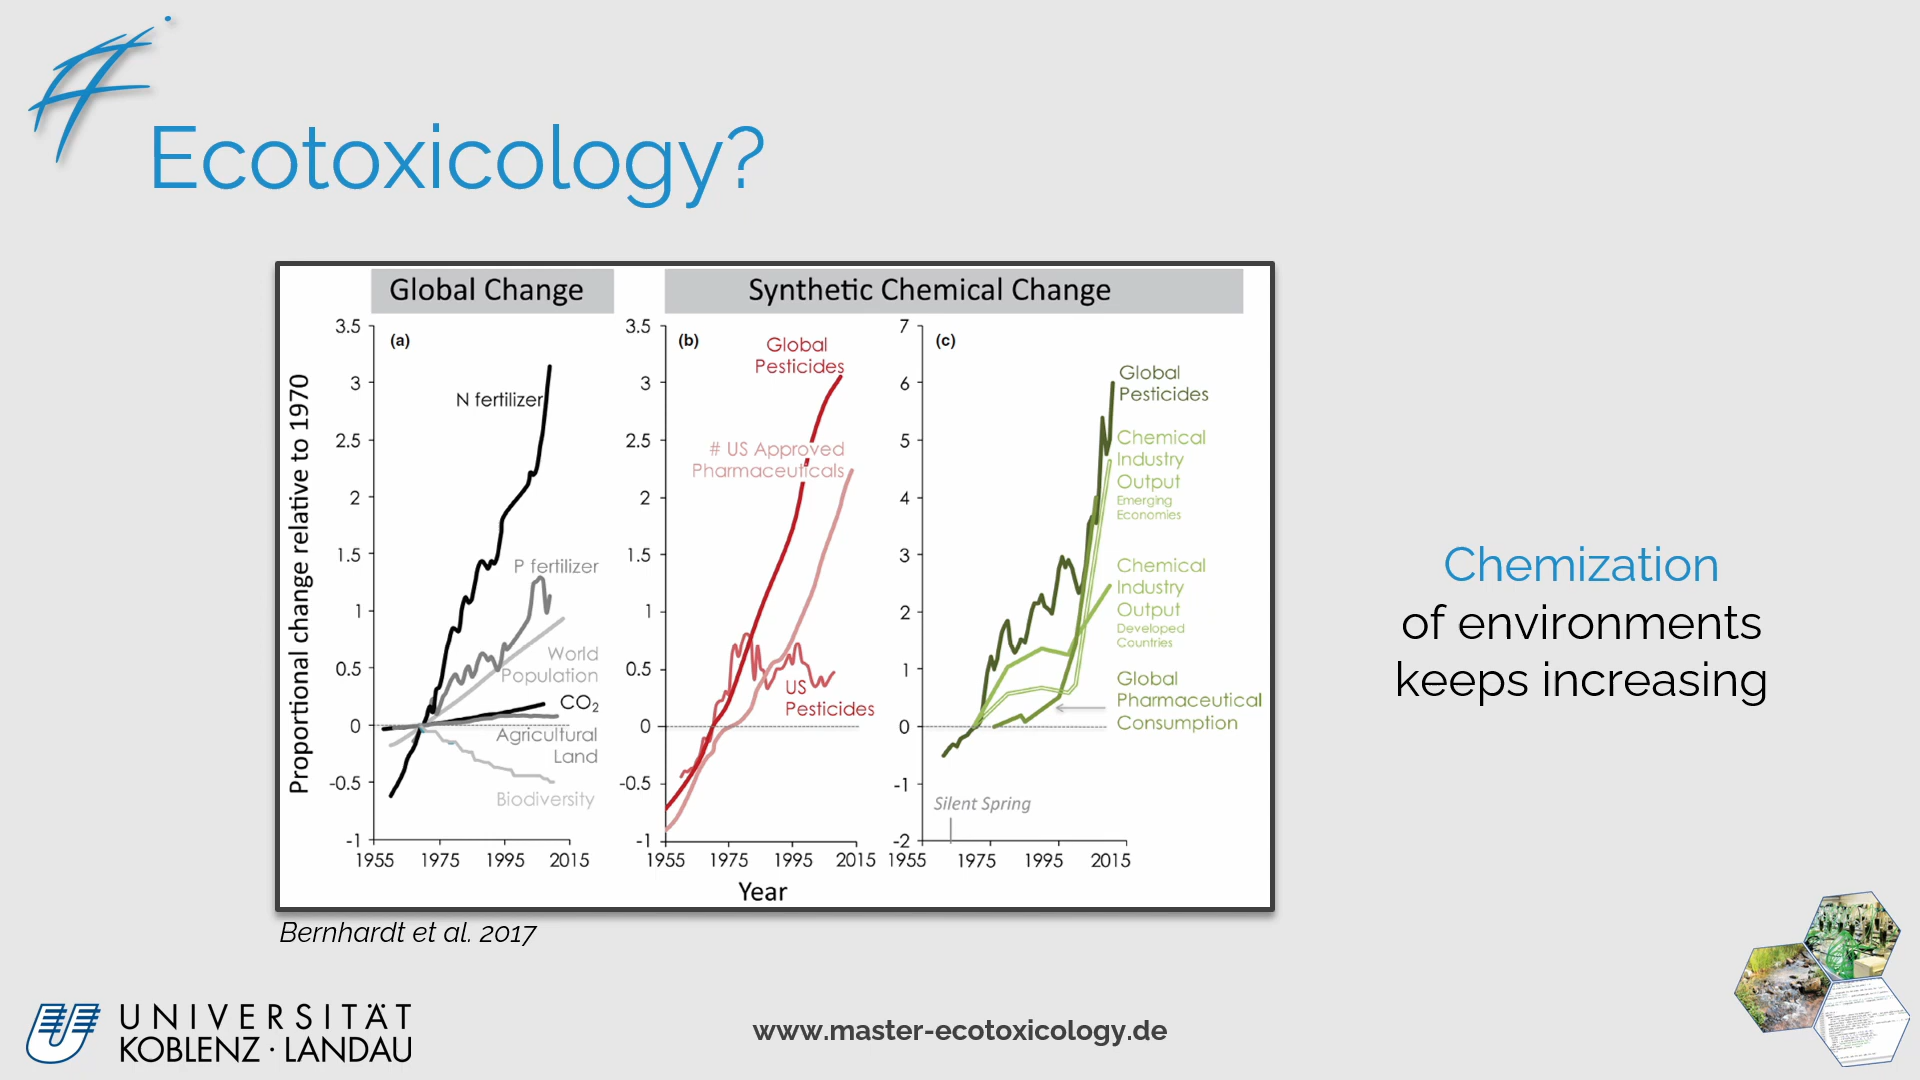 Ecotoxicology?
Global Change
Synthetic Chemical Change
Proportional change relative to 1970
(a)
3.5
3
2.5
2
1.5
1
0.5
0
-0.5
-1
N fertilizer
P fertilizer
World
Population
CO₂
Agricultural
Land
Biodiversity
1955 1975 1995 2015
(b)
3.5
3
2.5
2
1.5
1
0.5
0
-0.5
-1
Global
Pesticides
# US Approved
Pharmaceuticals
US
Pesticides
1955 1975 1995 2015
(c)
7
6
5
4
3
2
1
0
-1
-2
Global
Pesticides
Chemical
Industry
Output
Emerging
Economies
Chemical
Industry
Output
Developed
Countries
Global
Pharmaceutical
Consumption
Silent Spring
1955 1975 1995 2015
Year
Bernhardt et al. 2017
Chemization
of environments
keeps increasing
UNIVERSITÄT
KOBLENZ · LANDAU
www.master-ecotoxicology.de